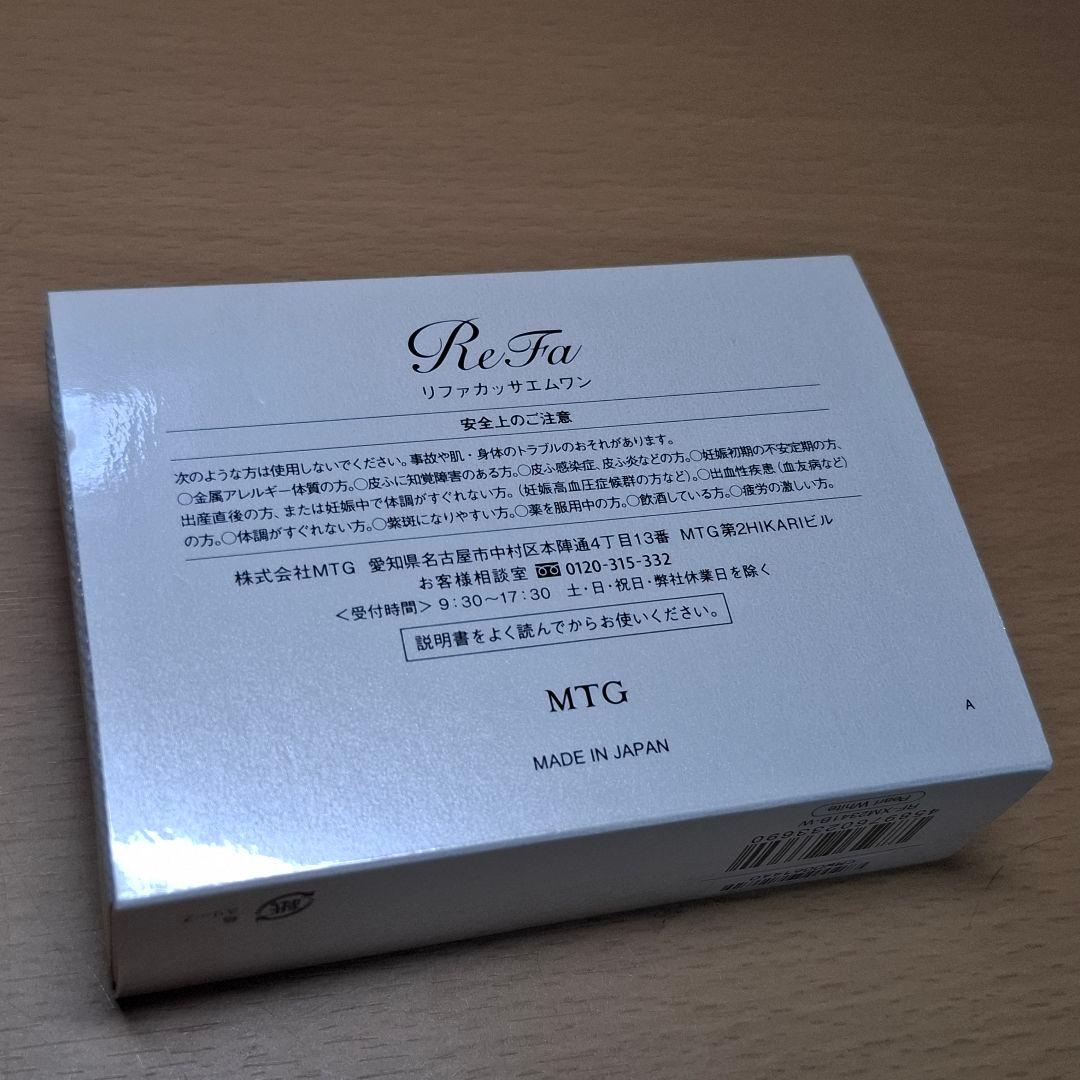 ReFa
リファカッサエムワン
安全上のご注意
次のような方は使用しないでください。事故や肌・身体のトラブルのおそれがあります。
○金属アレルギー体質の方。○皮ふに知覚障害のある方。○皮ふ感染症、皮ふ炎などの方。○妊娠初期の不安定期の方、
出産直後の方、または妊娠中で体調がすぐれない方。(妊娠高血圧症候群の方など)。○出血性疾患(血友病など)
の方。○体調がすぐれない方。○紫斑になりやすい方。○薬を服用中の方。○飲酒している方。○疲労の激しい方。
株式会社MTG 愛知県名古屋市中村区本陣通4丁目13番 MTG第2HIKARIビル
お客様相談室 0120-315-332
<受付時間> 9:30〜17:30 土・日・祝日・弊社休業日を除く
説明書をよく読んでからお使いください。
MTG
MADE IN JAPAN
A
Pearl White
RF-XM2341B-W
4589760233690
紙